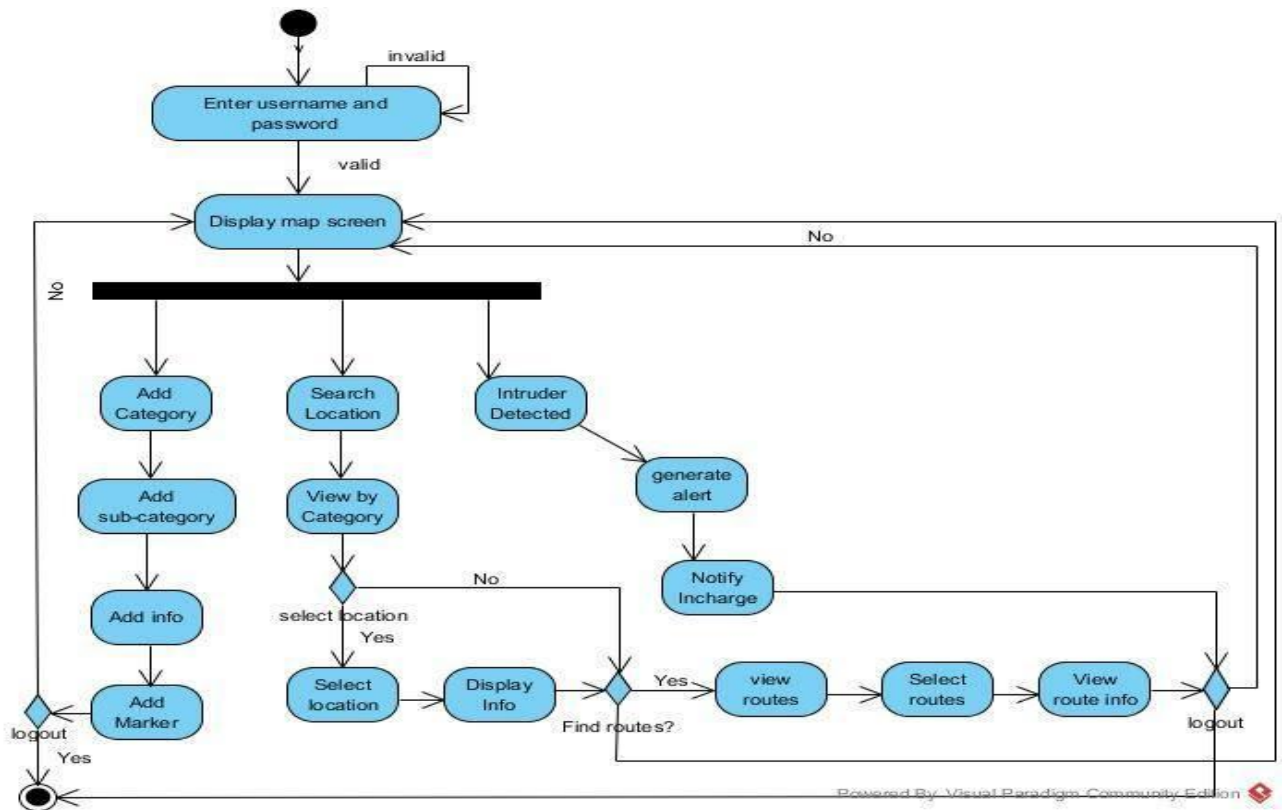 invalid
Enter username and
password
valid
Display map screen
No
No
Add
Category
Search
Location
Intruder
Detected
generate
alert
Add
sub-category
View by
Category
Notify
Incharge
No
select location
Yes
Add info
Select
location
Display
Info
Yes
view
routes
Select
routes
View
route info
Add
Marker
logout
Yes
Find routes?
logout
Powered By Visual Paradigm Community Edition